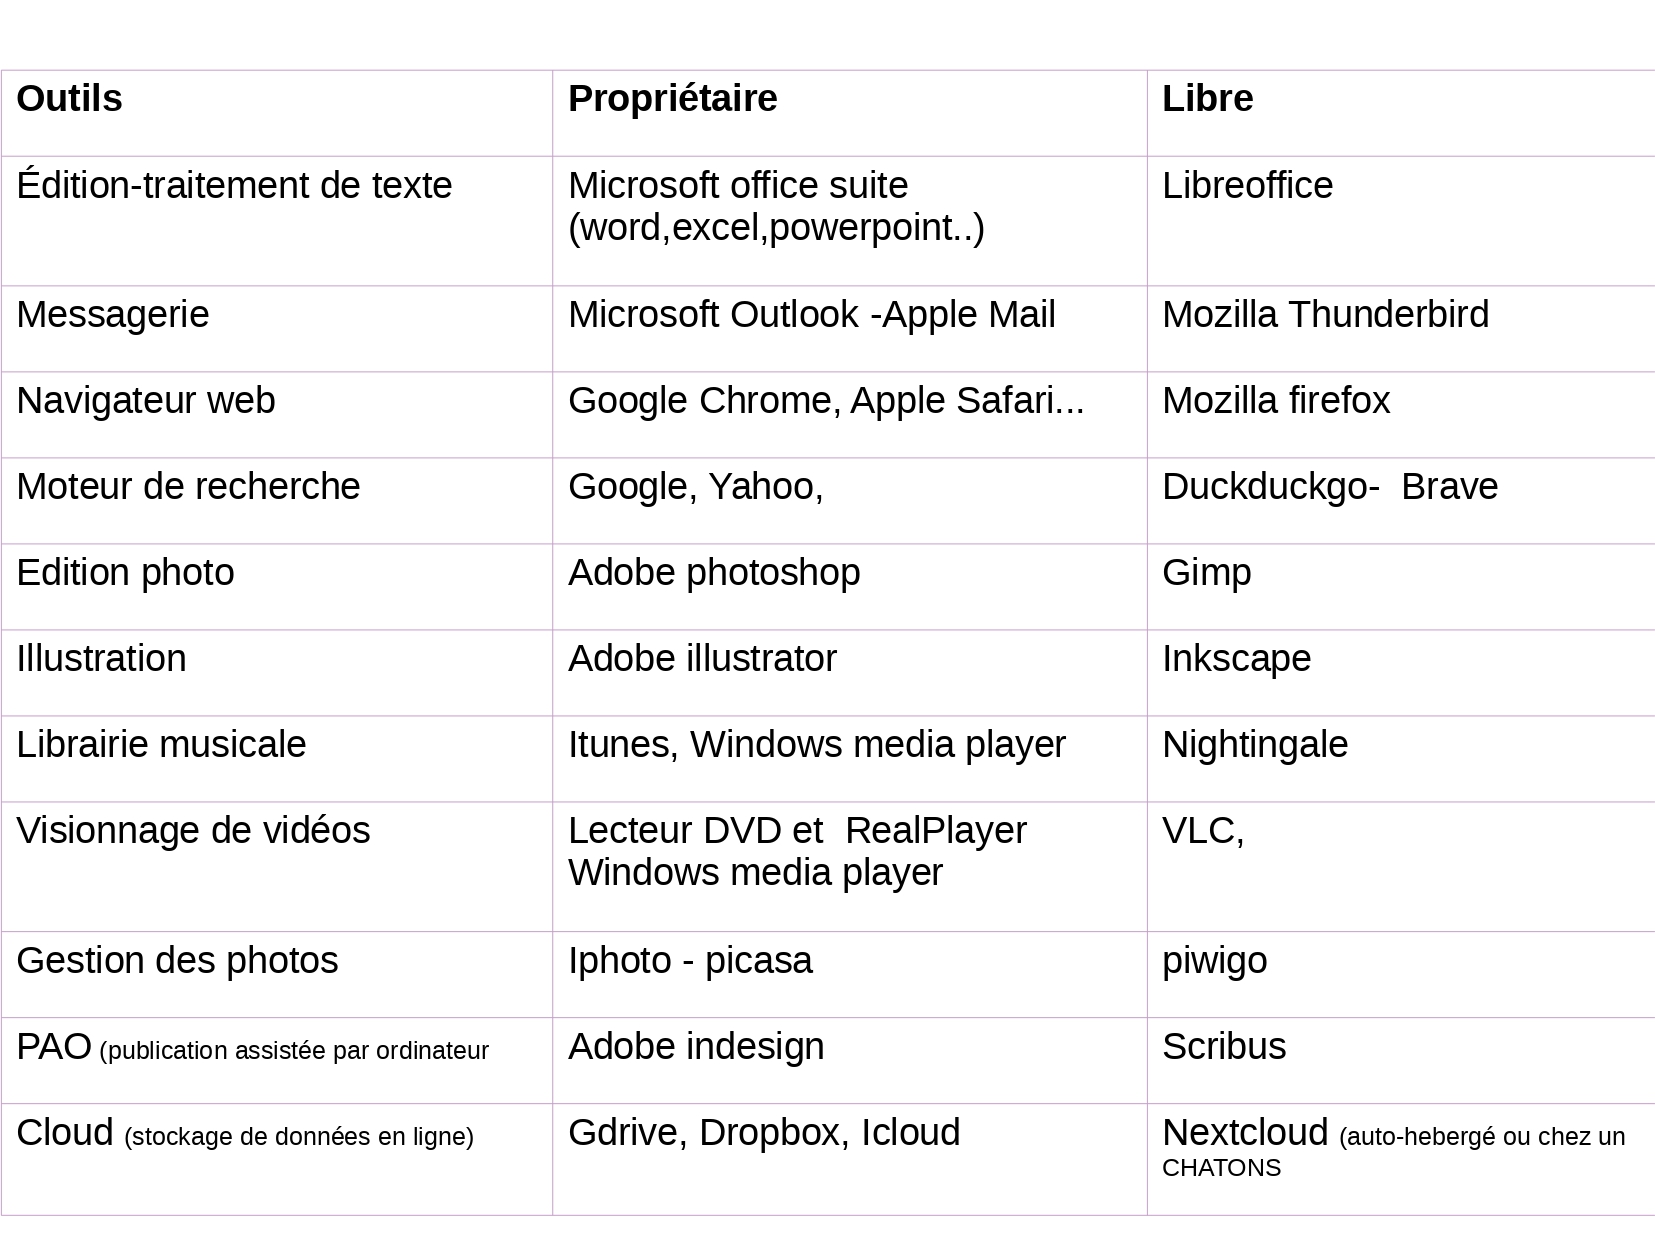 Outils Propriétaire Libre
Édition-traitement de texte Microsoft office suite Libreoffice
(word,excel,powerpoint..)
Messagerie Microsoft Outlook -Apple Mail Mozilla Thunderbird
Navigateur web Google Chrome, Apple Safari... Mozilla firefox
Moteur de recherche Google, Yahoo, Duckduckgo-  Brave
Edition photo Adobe photoshop Gimp
Illustration Adobe illustrator Inkscape
Librairie musicale Itunes, Windows media player Nightingale
Visionnage de vidéos Lecteur DVD et  RealPlayer VLC,
Windows media player
Gestion des photos Iphoto - picasa piwigo
PAO (publication assistée par ordinateur Adobe indesign Scribus
Cloud (stockage de données en ligne) Gdrive, Dropbox, Icloud Nextcloud (auto-hebergé ou chez un
CHATONS